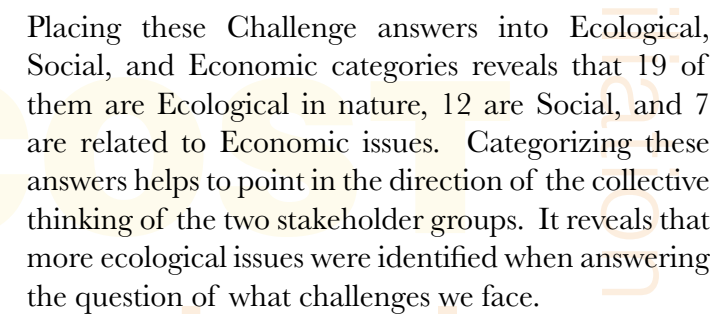 Placing these Challenge answers into Ecological,
Social, and Economic categories reveals that 19 of
them are Ecological in nature, 12 are Social, and 7
are related to Economic issues. Categorizing these
answers helps to point in the direction of the collective
thinking of the two stakeholder groups. It reveals that
more ecological issues were identified when answering
the question of what challenges we face.